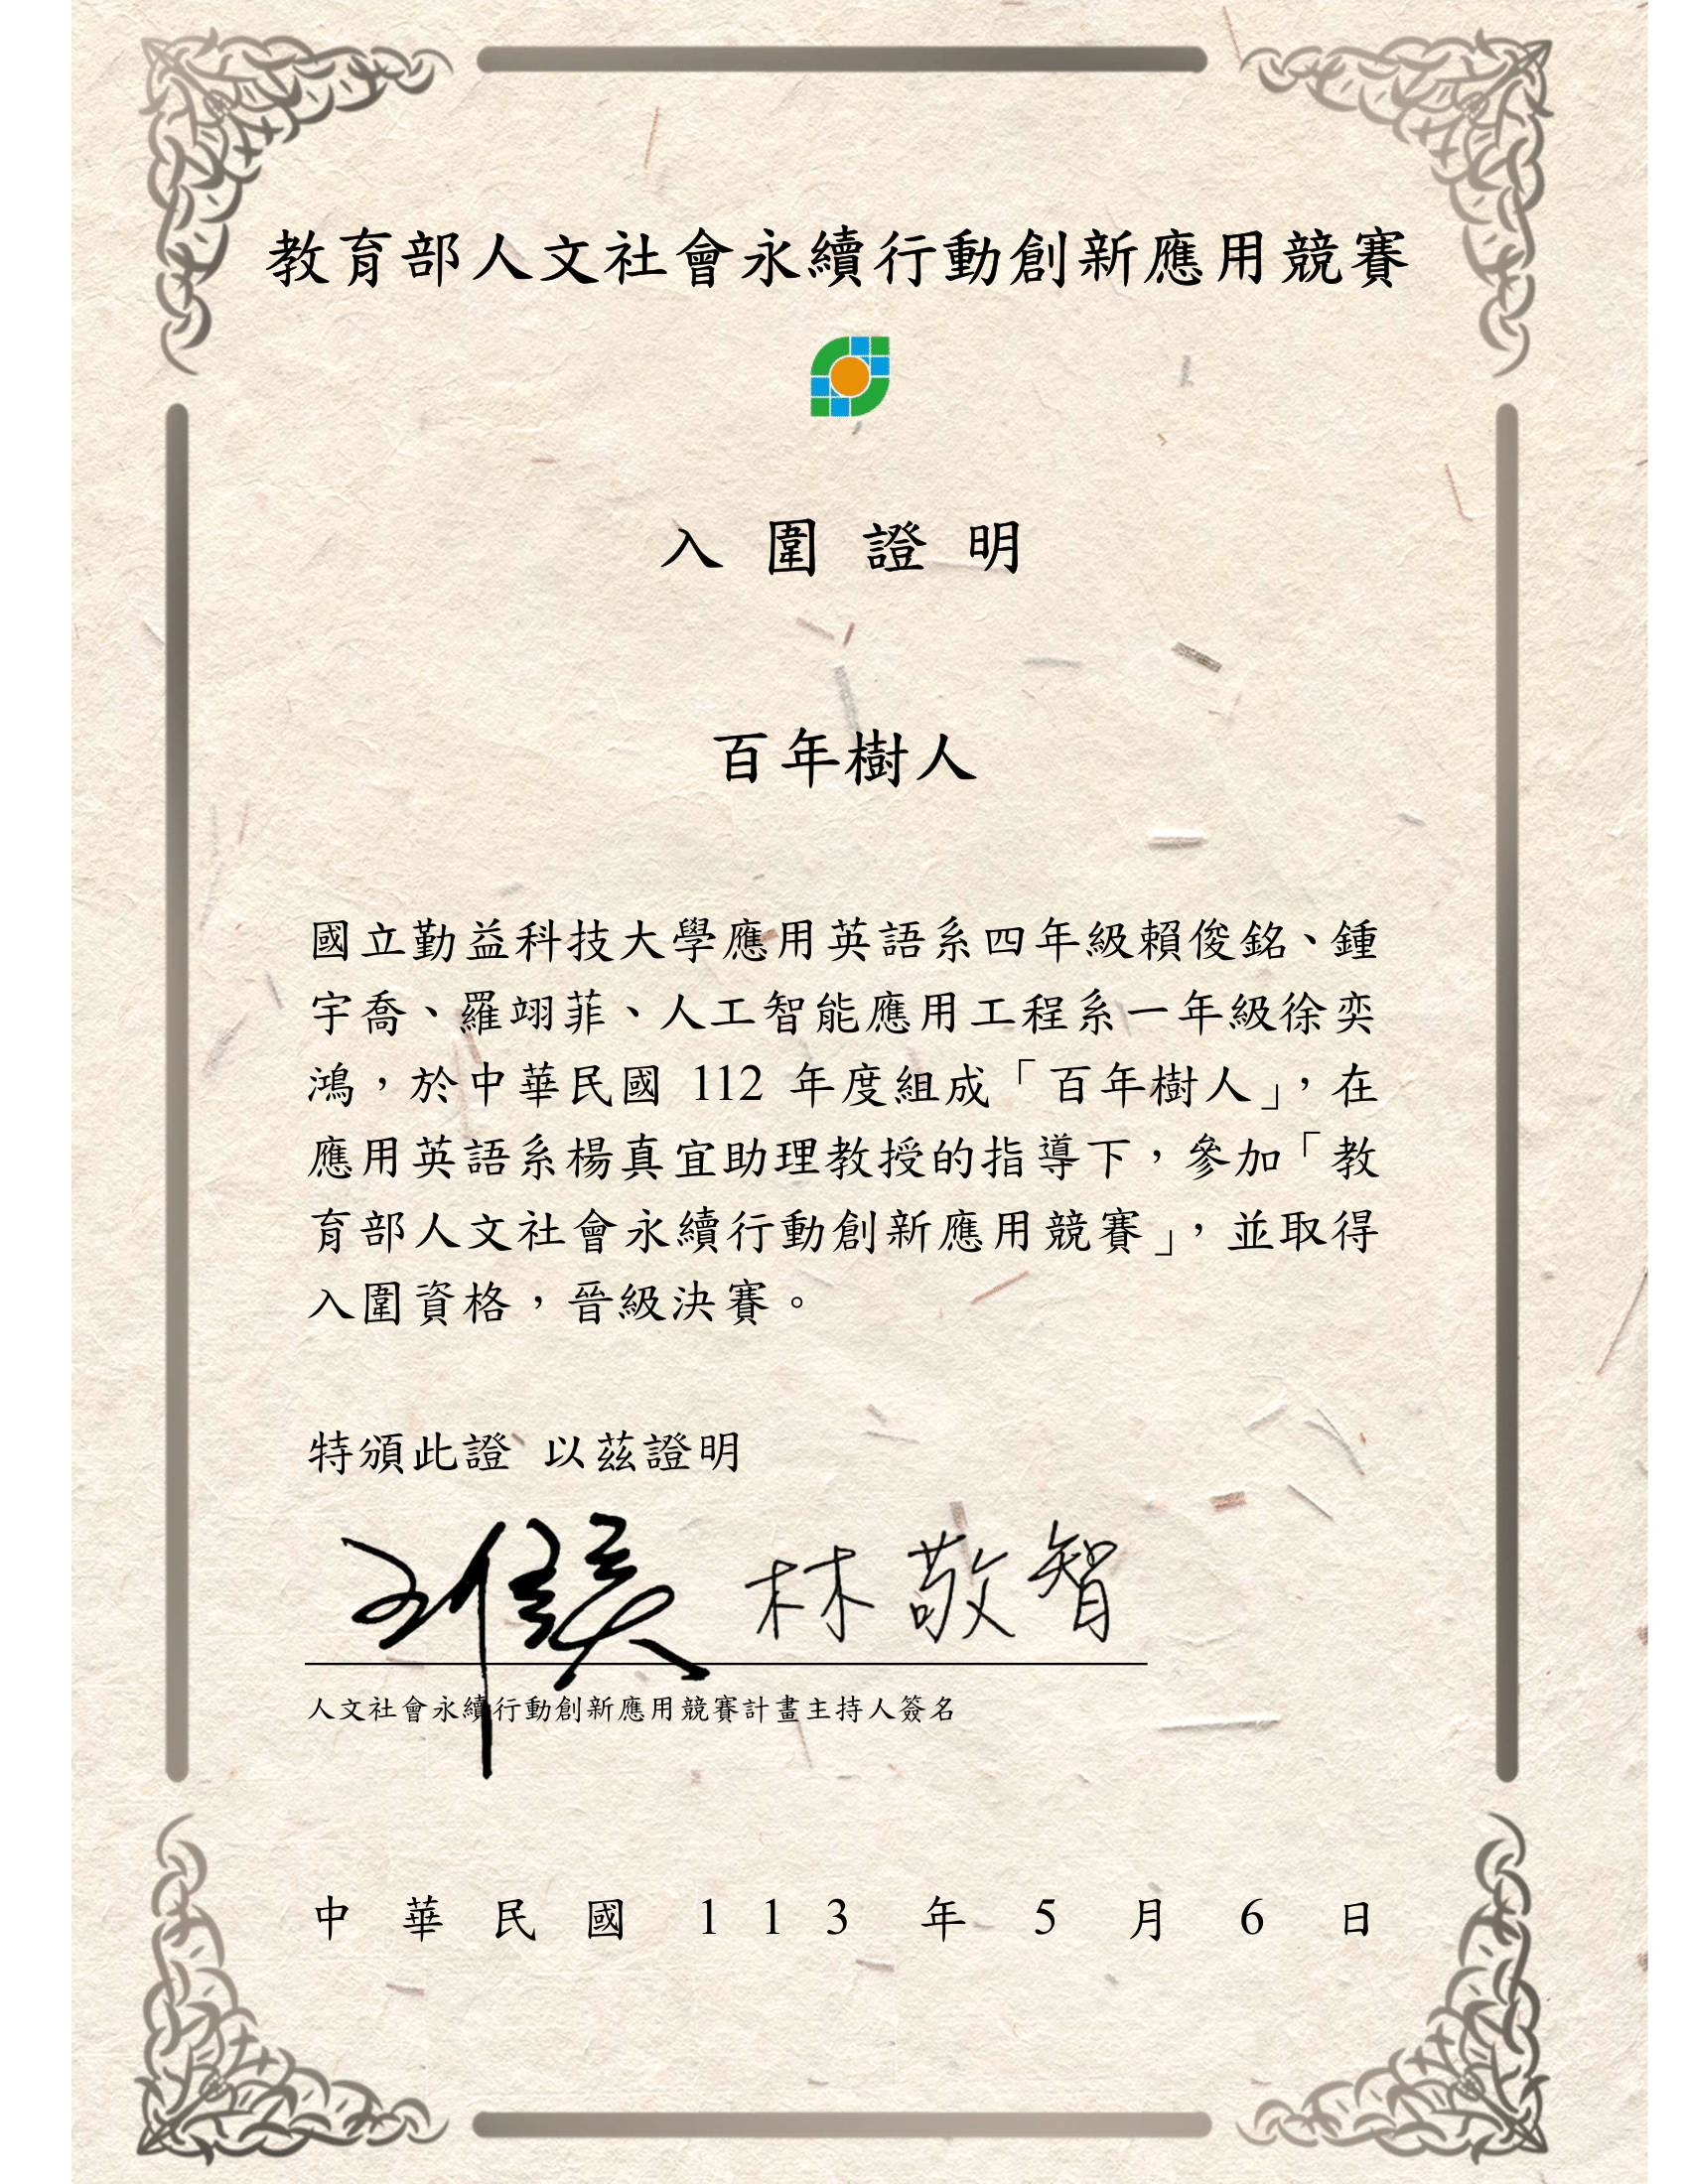 教育部人文社會永續行動創新應用競賽
入圍證明
百年樹人
國立勤益科技大學應用英語系四年級賴俊銘、鍾
宇喬、羅翊菲、人工智能應用工程系一年級徐奕
鴻，於中華民國 112 年度組成「百年樹人」，在
應用英語系楊真宜助理教授的指導下，參加「教
育部人文社會永續行動創新應用競賽」，並取得
入圍資格，晉級決賽。
特頒此證 以茲證明
林敬智
人文社會永續行動創新應用競賽計畫主持人簽名
中華民國 113 年 5 月 6 日